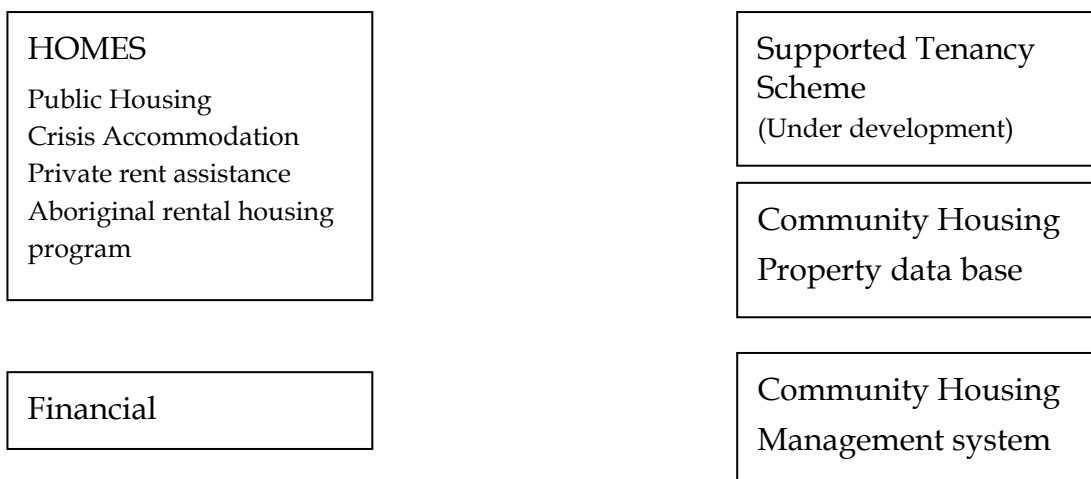 HOMES
Public Housing
Crisis Accommodation
Private rent assistance
Aboriginal rental housing
program
Financial
Supported Tenancy
Scheme
(Under development)
Community Housing
Property data base
Community Housing
Management system